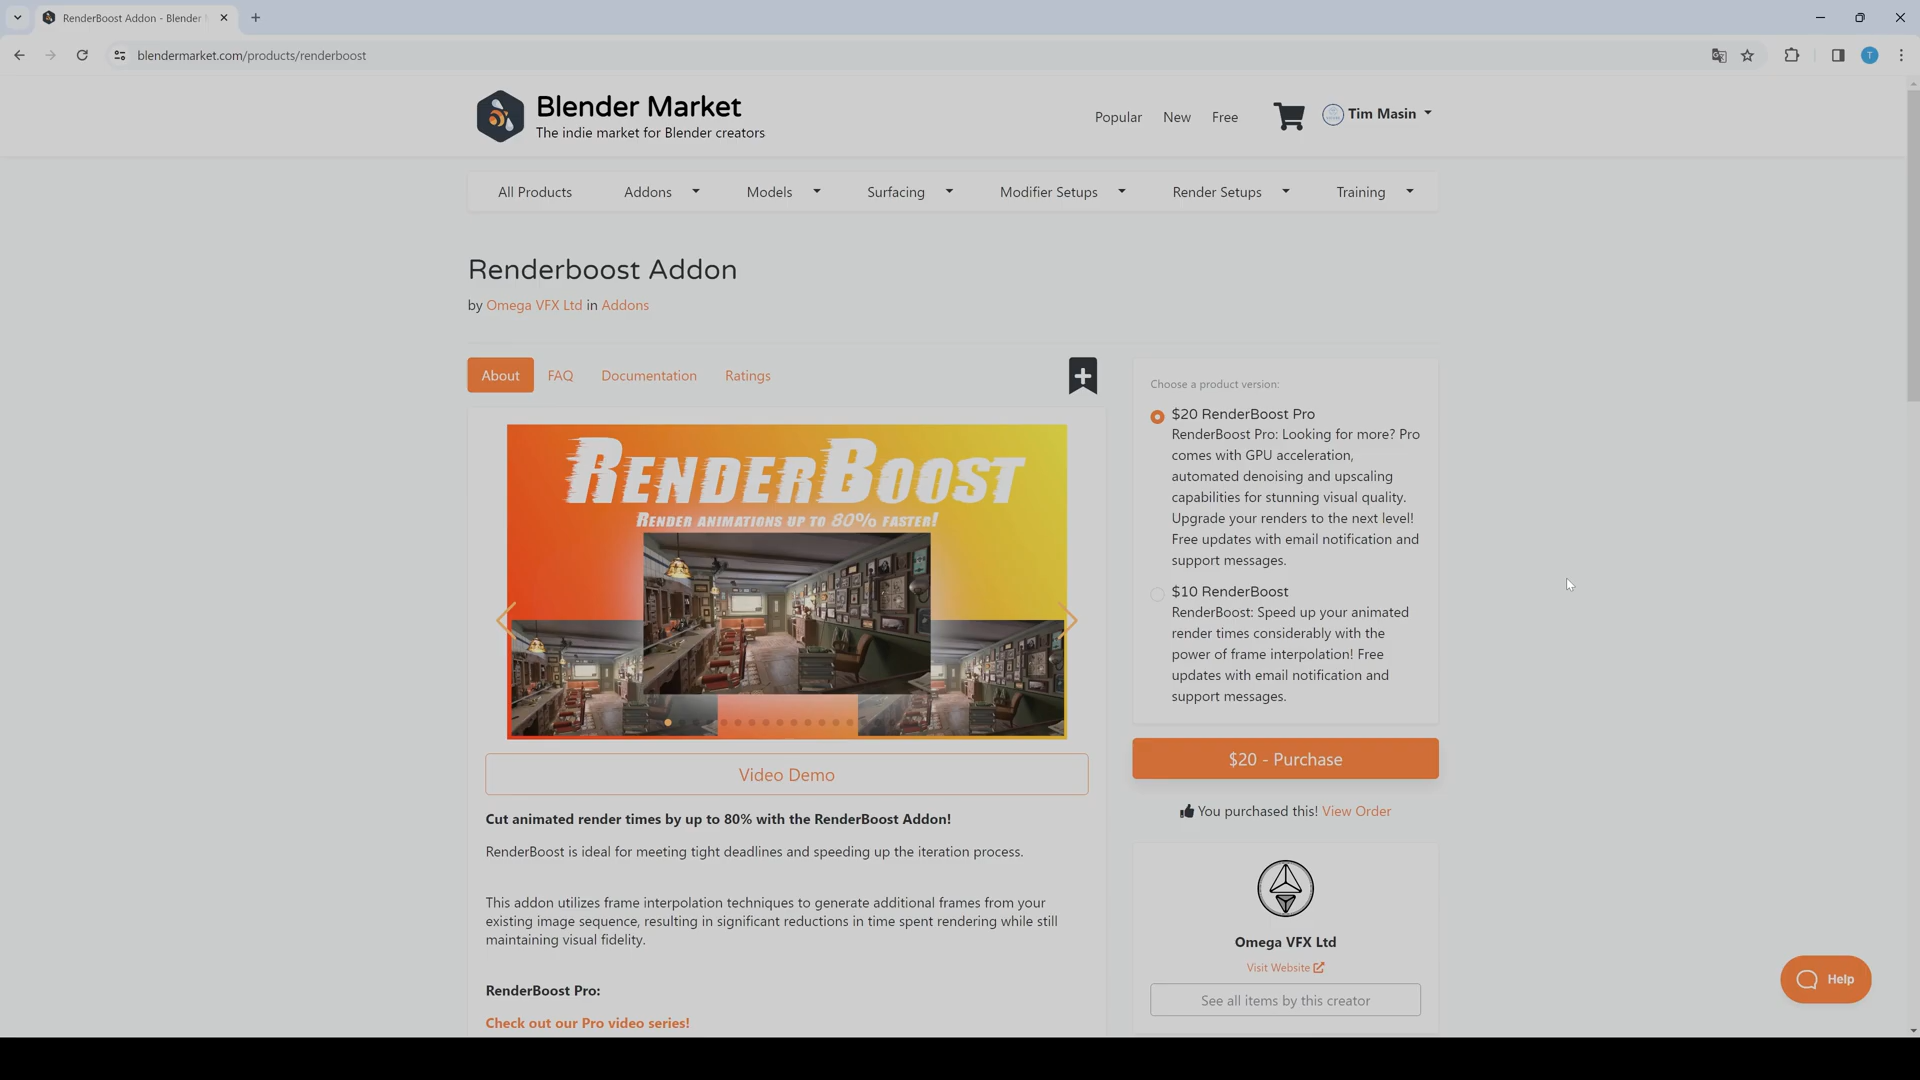 RenderBoost Addon - Blender
blendermarket.com/products/renderboost
T
Blender Market
The indie market for Blender creators
Popular New Free
Tim Masin
All Products Addons Models Surfacing Modifier Setups Render Setups Training
Renderboost Addon
by Omega VFX Ltd in Addons
About FAQ Documentation Ratings
RENDERBOOST
RENDER ANIMATIONS UP TO 80% FASTER!
Video Demo
Cut animated render times by up to 80% with the RenderBoost Addon!
RenderBoost is ideal for meeting tight deadlines and speeding up the iteration process.
This addon utilizes frame interpolation techniques to generate additional frames from your
existing image sequence, resulting in significant reductions in time spent rendering while still
maintaining visual fidelity.
RenderBoost Pro:
Check out our Pro video series!
Choose a product version:
$20 RenderBoost Pro
RenderBoost Pro: Looking for more? Pro
comes with GPU acceleration,
automated denoising and upscaling
capabilities for stunning visual quality.
Upgrade your renders to the next level!
Free updates with email notification and
support messages.
$10 RenderBoost
RenderBoost: Speed up your animated
render times considerably with the
power of frame interpolation! Free
updates with email notification and
support messages.
$20 - Purchase
You purchased this! View Order
Omega VFX Ltd
Visit Website
See all items by this creator
Help